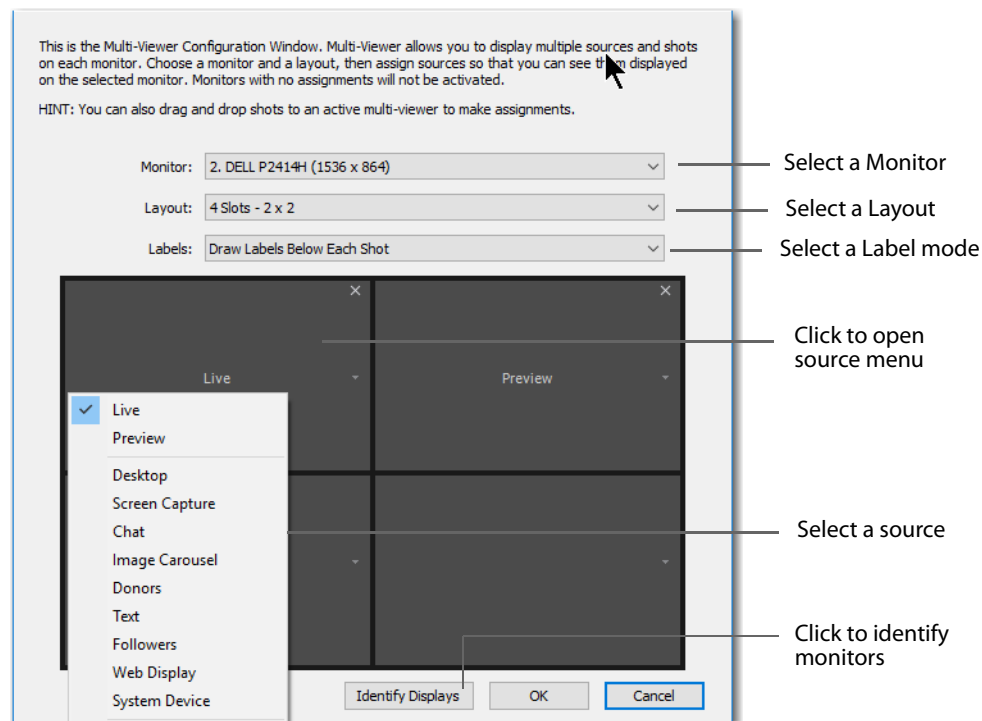 This is the Multi-Viewer Configuration Window. Multi-Viewer allows you to display multiple sources and shots
on each monitor. Choose a monitor and a layout, then assign sources so that you can see them displayed
on the selected monitor. Monitors with no assignments will not be activated.
HINT: You can also drag and drop shots to an active multi-viewer to make assignments.
Monitor: 2. DELL P2414H (1536 x 864)
Select a Monitor
Layout: 4 Slots - 2 x 2
Select a Layout
Labels: Draw Labels Below Each Shot
Select a Label mode
Click to open
source menu
Live
Preview
Live
Preview
Desktop
Screen Capture
Chat
Select a source
Image Carousel
Donors
Text
Followers
Web Display
System Device
Click to identify
monitors
Identify Displays
OK
Cancel